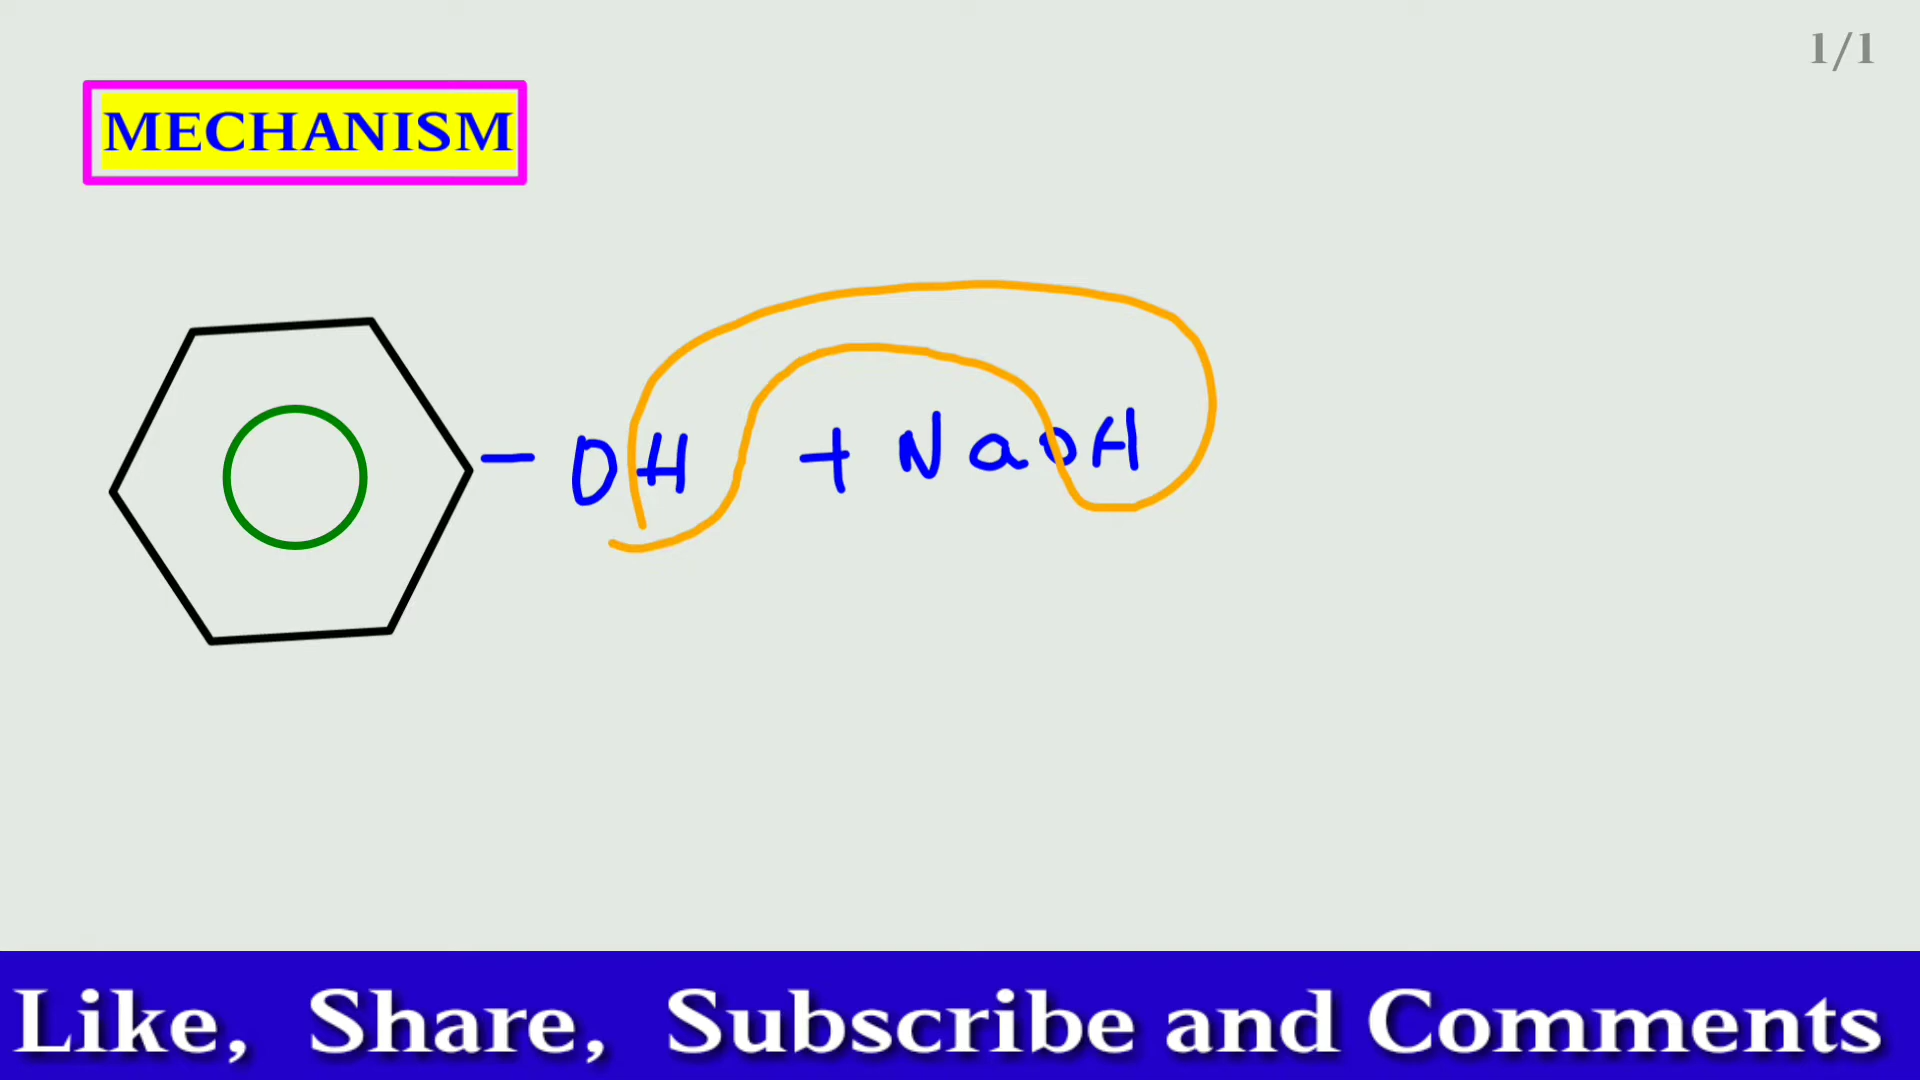 1/1
MECHANISM
- OH + NaOH
Like, Share, Subscribe and Comments